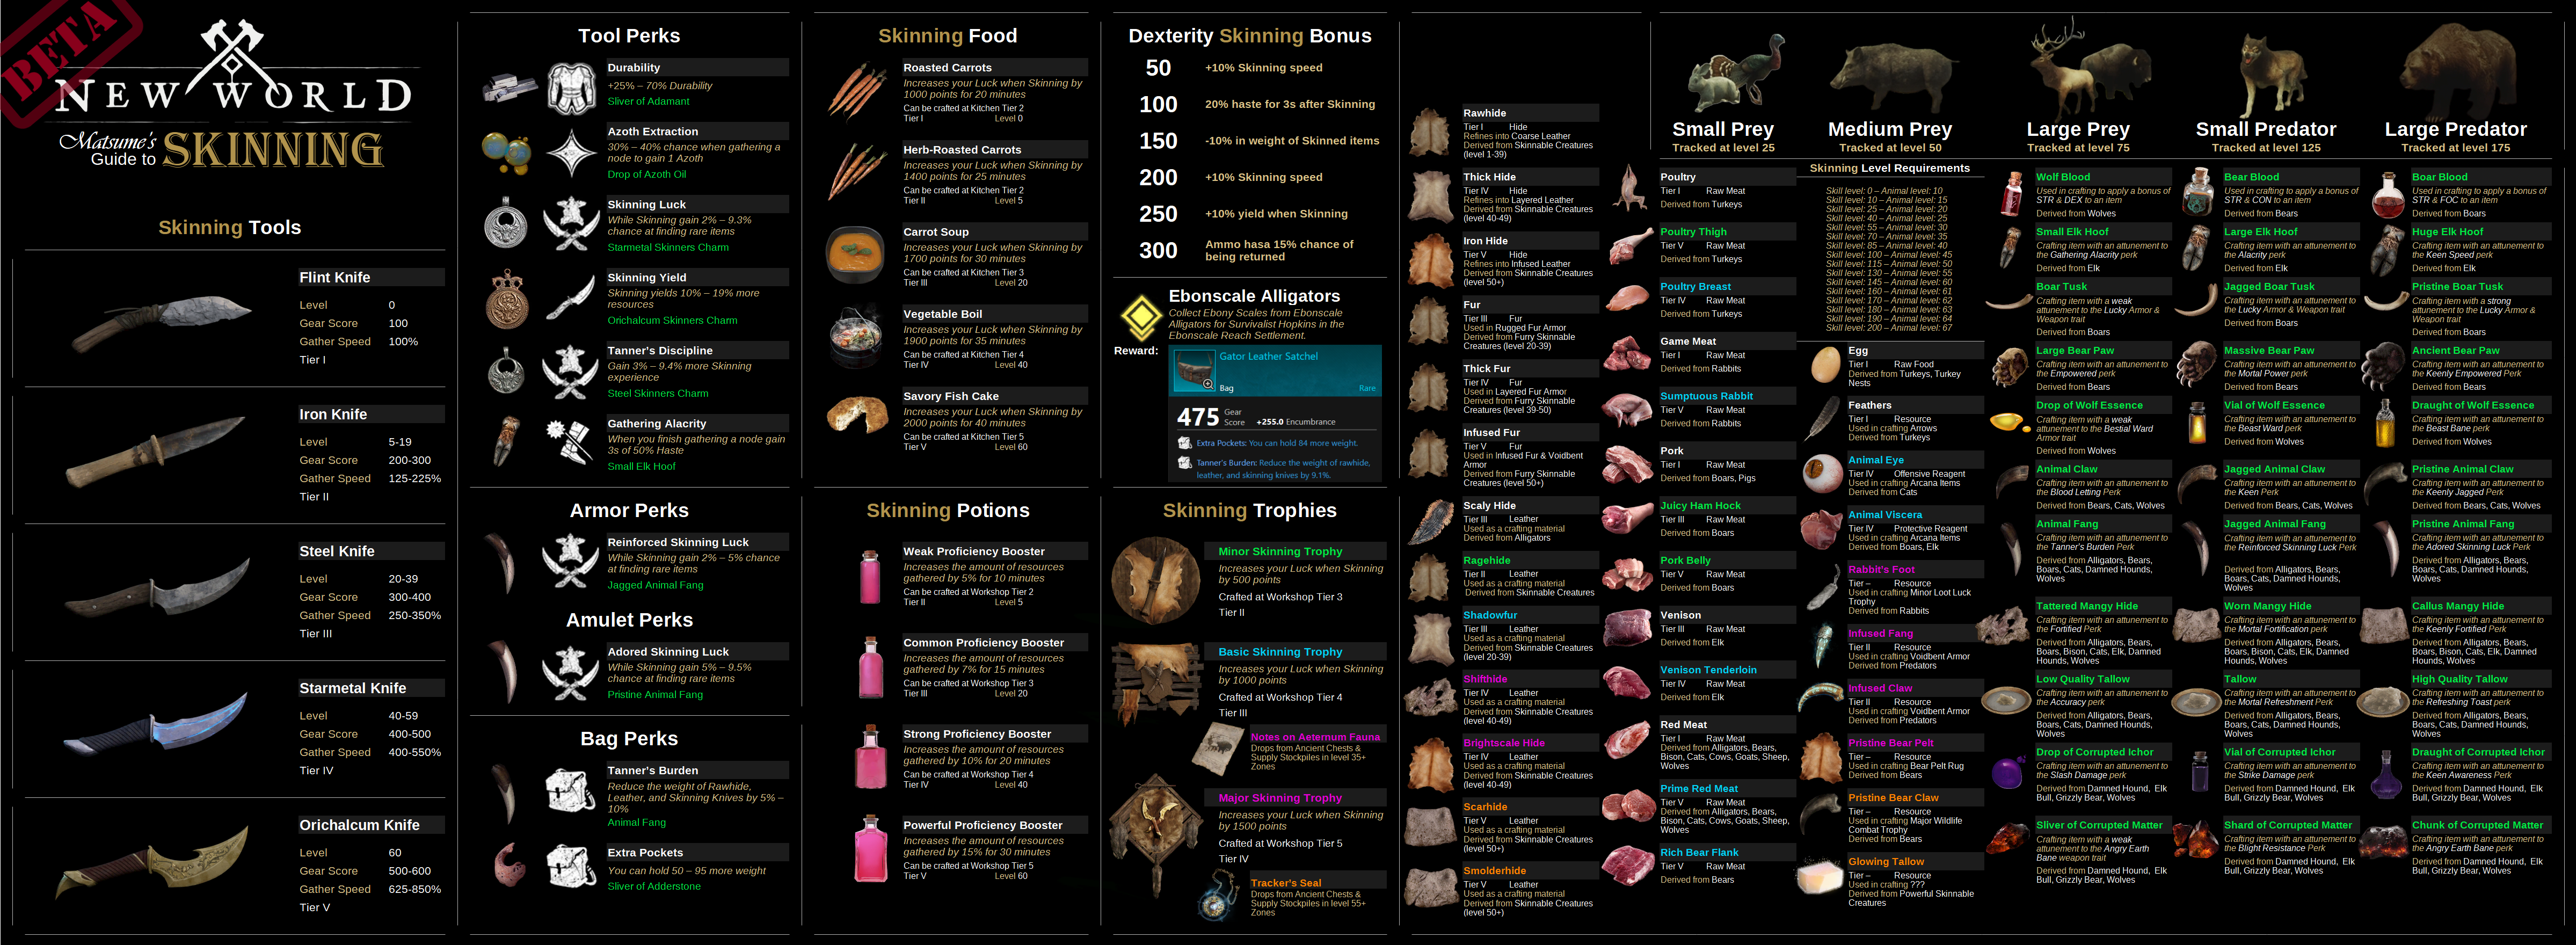 BETA
NEW WORLD
Matsume's
Guide to SKINNING
Skinning Tools
Flint Knife
Level 0
Gear Score 100
Gather Speed 100%
Tier I
Iron Knife
Level 5-19
Gear Score 200-300
Gather Speed 125-225%
Tier II
Steel Knife
Level 20-39
Gear Score 300-400
Gather Speed 250-350%
Tier III
Starmetal Knife
Level 40-59
Gear Score 400-500
Gather Speed 400-550%
Tier IV
Orichalcum Knife
Level 60
Gear Score 500-600
Gather Speed 625-850%
Tier V
Tool Perks
Durability
+25% – 70% Durability
Sliver of Adamant
Azoth Extraction
30% – 40% chance when gathering a
node to gain 1 Azoth
Drop of Azoth Oil
Skinning Luck
While Skinning gain 2% – 9.3%
chance at finding rare items
Starmetal Skinners Charm
Skinning Yield
Skinning yields 10% – 19% more
resources
Orichalcum Skinners Charm
Tanner's Discipline
Gain 3% – 9.4% more Skinning
experience
Steel Skinners Charm
Gathering Alacrity
When you finish gathering a node gain
3s of 50% Haste
Small Elk Hoof
Armor Perks
Reinforced Skinning Luck
While Skinning gain 2% – 5% chance
at finding rare items
Jagged Animal Fang
Amulet Perks
Adored Skinning Luck
While Skinning gain 5% – 9.5%
chance at finding rare items
Pristine Animal Fang
Bag Perks
Tanner's Burden
Reduce the weight of Rawhide,
Leather, and Skinning Knives by 5% –
10%
Animal Fang
Extra Pockets
You can hold 50 – 95 more weight
Sliver of Adderstone
Skinning Food
Roasted Carrots
Increases your Luck when Skinning by
1000 points for 20 minutes
Can be crafted at Kitchen Tier 2
Tier I Level 0
Herb-Roasted Carrots
Increases your Luck when Skinning by
1400 points for 25 minutes
Can be crafted at Kitchen Tier 2
Tier II Level 5
Carrot Soup
Increases your Luck when Skinning by
1700 points for 30 minutes
Can be crafted at Kitchen Tier 3
Tier III Level 20
Vegetable Boil
Increases your Luck when Skinning by
1900 points for 35 minutes
Can be crafted at Kitchen Tier 4
Tier IV Level 40
Savory Fish Cake
Increases your Luck when Skinning by
2000 points for 40 minutes
Can be crafted at Kitchen Tier 5
Tier V Level 60
Skinning Potions
Weak Proficiency Booster
Increases the amount of resources
gathered by 5% for 10 minutes
Can be crafted at Workshop Tier 2
Tier II Level 5
Common Proficiency Booster
Increases the amount of resources
gathered by 7% for 15 minutes
Can be crafted at Workshop Tier 3
Tier III Level 20
Strong Proficiency Booster
Increases the amount of resources
gathered by 10% for 20 minutes
Can be crafted at Workshop Tier 4
Tier IV Level 40
Powerful Proficiency Booster
Increases the amount of resources
gathered by 15% for 30 minutes
Can be crafted at Workshop Tier 5
Tier V Level 60
Dexterity Skinning Bonus
50 +10% Skinning speed
100 20% haste for 3s after Skinning
150 -10% in weight of Skinned items
200 +10% Skinning speed
250 +10% yield when Skinning
300 Ammo hasa 15% chance of
being returned
Ebonscale Alligators
Collect Ebony Scales from Ebonscale
Alligators for Survivalist Hopkins in the
Ebonscale Reach Settlement.
Reward:
Gator Leather Satchel
Bag Rare
475 Gear Score +255.0 Encumbrance
Extra Pockets: You can hold 84 more weight.
Tanner's Burden: Reduce the weight of rawhide,
leather, and skinning knives by 9.1%.
Skinning Trophies
Minor Skinning Trophy
Increases your Luck when Skinning
by 500 points
Crafted at Workshop Tier 3
Tier II
Basic Skinning Trophy
Increases your Luck when Skinning
by 1000 points
Crafted at Workshop Tier 4
Tier III
Notes on Aeternum Fauna
Drops from Ancient Chests &
Supply Stockpiles in level 35+
Zones
Major Skinning Trophy
Increases your Luck when Skinning
by 1500 points
Crafted at Workshop Tier 5
Tier IV
Tracker's Seal
Drops from Ancient Chests &
Supply Stockpiles in level 55+
Zones
Rawhide
Tier I Hide
Refines into Coarse Leather
Derived from Skinnable Creatures
(level 1-39)
Thick Hide
Tier IV Hide
Refines into Layered Leather
Derived from Skinnable Creatures
(level 40-49)
Iron Hide
Tier V Hide
Refines into Infused Leather
Derived from Skinnable Creatures
(level 50+)
Fur
Tier III Fur
Used in Rugged Fur Armor
Derived from Furry Skinnable
Creatures (level 20-39)
Thick Fur
Tier IV Fur
Used in Layered Fur Armor
Derived from Furry Skinnable
Creatures (level 39-50)
Infused Fur
Tier V Fur
Used in Infused Fur & Voidbent
Armor
Derived from Furry Skinnable
Creatures (level 50+)
Scaly Hide
Tier III Leather
Used as a crafting material
Derived from Alligators
Ragehide
Tier II Leather
Used as a crafting material
Derived from Skinnable Creatures
Shadowfur
Tier III Leather
Used as a crafting material
Derived from Skinnable Creatures
(level 20-39)
Shifthide
Tier IV Leather
Used as a crafting material
Derived from Skinnable Creatures
(level 40-49)
Brightscale Hide
Tier IV Leather
Used as a crafting material
Derived from Skinnable Creatures
(level 40-49)
Scarhide
Tier V Leather
Used as a crafting material
Derived from Skinnable Creatures
(level 50+)
Smolderhide
Tier V Leather
Used as a crafting material
Derived from Skinnable Creatures
(level 50+)
Small Prey
Tracked at level 25
Medium Prey
Tracked at level 50
Large Prey
Tracked at level 75
Small Predator
Tracked at level 125
Large Predator
Tracked at level 175
Poultry
Tier I Raw Meat
Derived from Turkeys
Poultry Thigh
Tier V Raw Meat
Derived from Turkeys
Poultry Breast
Tier IV Raw Meat
Derived from Turkeys
Game Meat
Tier I Raw Meat
Derived from Rabbits
Sumptuous Rabbit
Tier V Raw Meat
Derived from Rabbits
Pork
Tier I Raw Meat
Derived from Boars, Pigs
Juicy Ham Hock
Tier III Raw Meat
Derived from Boars
Pork Belly
Tier V Raw Meat
Derived from Boars
Venison
Tier III Raw Meat
Derived from Elk
Venison Tenderloin
Tier IV Raw Meat
Derived from Elk
Red Meat
Tier I Raw Meat
Derived from Alligators, Bears,
Bison, Cats, Cows, Goats, Sheep,
Wolves
Prime Red Meat
Tier V Raw Meat
Derived from Alligators, Bears,
Bison, Cats, Cows, Goats, Sheep,
Wolves
Rich Bear Flank
Tier V Raw Meat
Derived from Bears
Skinning Level Requirements
Skill level: 0 – Animal level: 10
Skill level: 10 – Animal level: 15
Skill level: 25 – Animal level: 20
Skill level: 40 – Animal level: 25
Skill level: 55 – Animal level: 30
Skill level: 70 – Animal level: 35
Skill level: 85 – Animal level: 40
Skill level: 100 – Animal level: 45
Skill level: 115 – Animal level: 50
Skill level: 130 – Animal level: 55
Skill level: 145 – Animal level: 60
Skill level: 160 – Animal level: 61
Skill level: 170 – Animal level: 62
Skill level: 180 – Animal level: 63
Skill level: 190 – Animal level: 64
Skill level: 200 – Animal level: 67
Egg
Tier I Raw Food
Derived from Turkeys, Turkey
Nests
Feathers
Tier I Resource
Used in crafting Arrows
Derived from Turkeys
Animal Eye
Tier IV Offensive Reagent
Used in crafting Arcana Items
Derived from Cats
Animal Viscera
Tier IV Protective Reagent
Used in crafting Arcana Items
Derived from Boars, Elk
Rabbit's Foot
Tier – Resource
Used in crafting Minor Loot Luck
Trophy
Derived from Rabbits
Infused Fang
Tier II Resource
Used in crafting Voidbent Armor
Derived from Predators
Infused Claw
Tier II Resource
Used in crafting Voidbent Armor
Derived from Predators
Pristine Bear Pelt
Tier – Resource
Used in crafting Bear Pelt Rug
Derived from Bears
Pristine Bear Claw
Tier – Resource
Used in crafting Major Wildlife
Combat Trophy
Derived from Bears
Glowing Tallow
Tier – Resource
Used in crafting ???
Derived from Powerful Skinnable
Creatures
Wolf Blood
Used in crafting to apply a bonus of
STR & DEX to an item
Derived from Wolves
Small Elk Hoof
Crafting item with an attunement to
the Gathering Alacrity perk
Derived from Elk
Boar Tusk
Crafting item with a weak
attunement to the Lucky Armor &
Weapon trait
Derived from Boars
Large Bear Paw
Crafting item with an attunement to
the Empowered Perk
Derived from Bears
Drop of Wolf Essence
Crafting item with a weak
attunement to the Bestial Ward
Armor trait
Derived from Wolves
Animal Claw
Crafting item with an attunement to
the Blood Letting Perk
Derived from Bears, Cats, Wolves
Animal Fang
Crafting item with an attunement to
the Tanner's Burden Perk
Derived from Alligators, Bears,
Boars, Cats, Damned Hounds,
Wolves
Tattered Mangy Hide
Crafting item with an attunement to
the Fortified Perk
Derived from Alligators, Bears,
Boars, Bison, Cats, Elk, Damned
Hounds, Wolves
Low Quality Tallow
Crafting item with an attunement to
the Accuracy perk
Derived from Alligators, Bears,
Boars, Cats, Damned Hounds,
Wolves
Drop of Corrupted Ichor
Crafting item with an attunement to
the Slash Damage perk
Derived from Damned Hound, Elk
Bull, Grizzly Bear, Wolves
Sliver of Corrupted Matter
Crafting item with a weak
attunement to the Angry Earth
Bane weapon trait
Derived from Damned Hound, Elk
Bull, Grizzly Bear, Wolves
Bear Blood
Used in crafting to apply a bonus of
STR & CON to an item
Derived from Bears
Large Elk Hoof
Crafting item with an attunement to
the Alacrity perk
Derived from Elk
Jagged Boar Tusk
Crafting item with an attunement to
the Lucky Armor & Weapon trait
Derived from Boars
Massive Bear Paw
Crafting item with an attunement to
the Mortal Power perk
Derived from Bears
Vial of Wolf Essence
Crafting item with an attunement to
the Beast Ward perk
Derived from Wolves
Jagged Animal Claw
Crafting item with an attunement to
the Keen Perk
Derived from Bears, Cats, Wolves
Jagged Animal Fang
Crafting item with an attunement to
the Reinforced Skinning Luck Perk
Derived from Alligators, Bears,
Boars, Cats, Damned Hounds,
Wolves
Worn Mangy Hide
Crafting item with an attunement to
the Mortal Fortification perk
Derived from Alligators, Bears,
Boars, Bison, Cats, Elk, Damned
Hounds, Wolves
Tallow
Crafting item with an attunement to
the Mortal Refreshment Perk
Derived from Alligators, Bears,
Boars, Cats, Damned Hounds,
Wolves
Vial of Corrupted Ichor
Crafting item with an attunement to
the Strike Damage perk
Derived from Damned Hound, Elk
Bull, Grizzly Bear, Wolves
Shard of Corrupted Matter
Crafting item with an attunement to
the Blight Resistance Perk
Derived from Damned Hound, Elk
Bull, Grizzly Bear, Wolves
Boar Blood
Used in crafting to apply a bonus of
STR & FOC to an item
Derived from Boars
Huge Elk Hoof
Crafting item with an attunement to
the Keen Speed perk
Derived from Elk
Pristine Boar Tusk
Crafting item with a strong
attunement to the Lucky Armor &
Weapon trait
Derived from Boars
Ancient Bear Paw
Crafting item with an attunement to
the Keenly Empowered Perk
Derived from Bears
Draught of Wolf Essence
Crafting item with an attunement to
the Beast Bane perk
Derived from Wolves
Pristine Animal Claw
Crafting item with an attunement to
the Keenly Jagged Perk
Derived from Bears, Cats, Wolves
Pristine Animal Fang
Crafting item with an attunement to
the Adored Skinning Luck Perk
Derived from Alligators, Bears,
Boars, Cats, Damned Hounds,
Wolves
Callus Mangy Hide
Crafting item with an attunement to
the Keenly Fortified Perk
Derived from Alligators, Bears,
Boars, Bison, Cats, Elk, Damned
Hounds, Wolves
High Quality Tallow
Crafting item with an attunement to
the Refreshing Toast perk
Derived from Alligators, Bears,
Boars, Cats, Damned Hounds,
Wolves
Draught of Corrupted Ichor
Crafting item with an attunement to
the Keen Awareness Perk
Derived from Damned Hound, Elk
Bull, Grizzly Bear, Wolves
Chunk of Corrupted Matter
Crafting item with an attunement to
the Angry Earth Bane perk
Derived from Damned Hound, Elk
Bull, Grizzly Bear, Wolves